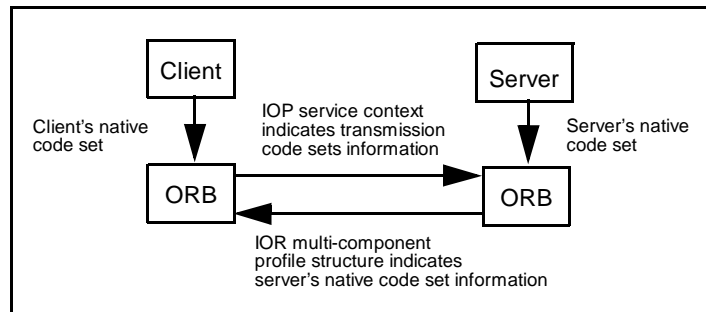 Client
Server
Client's native
code set
IOP service context
indicates transmission
code sets information
Server's native
code set
ORB
ORB
IOR multi-component
profile structure indicates
server's native code set information